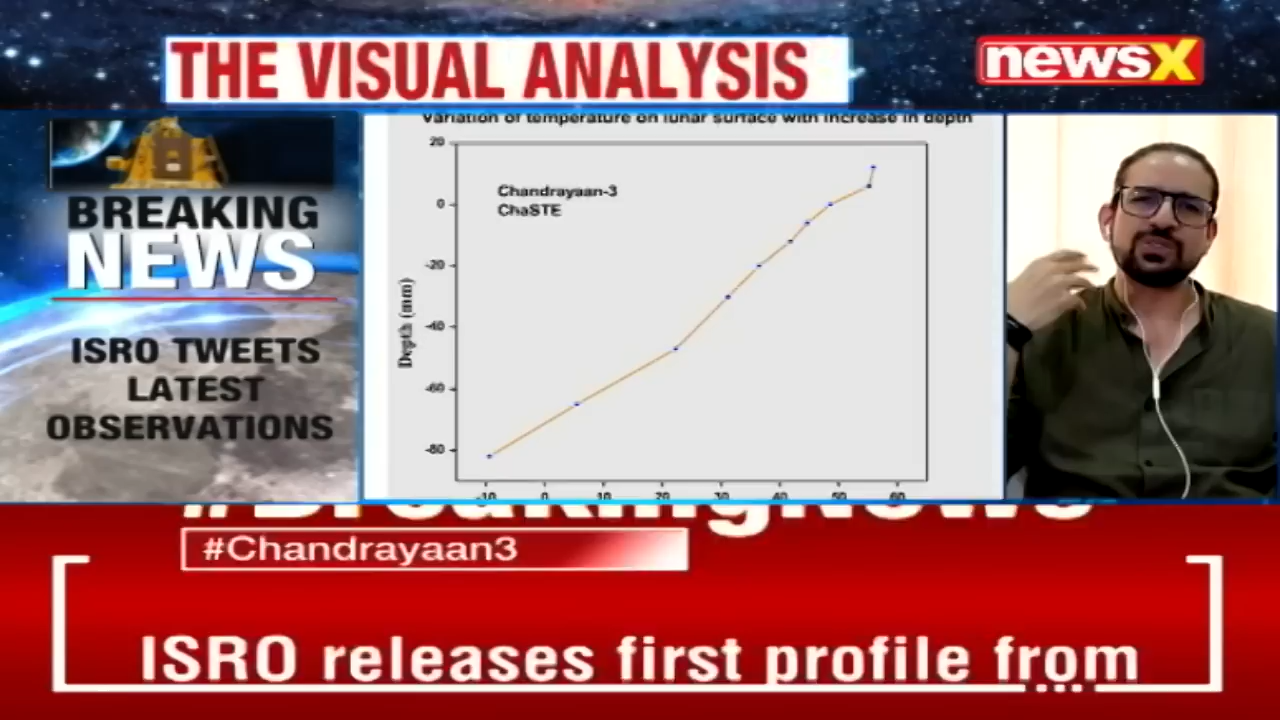 THE VISUAL ANALYSIS
newsX
BREAKING
NEWS
ISRO TWEETS
LATEST
OBSERVATIONS
Variation of temperature on lunar surface with increase in depth
Chandrayaan-3
ChaSTE
Depth (mm)
20
0
-20
-40
-60
-80
-10 0 10 20 30 40 50 60
#BreakingNews
#Chandrayaan3
ISRO releases first profile from